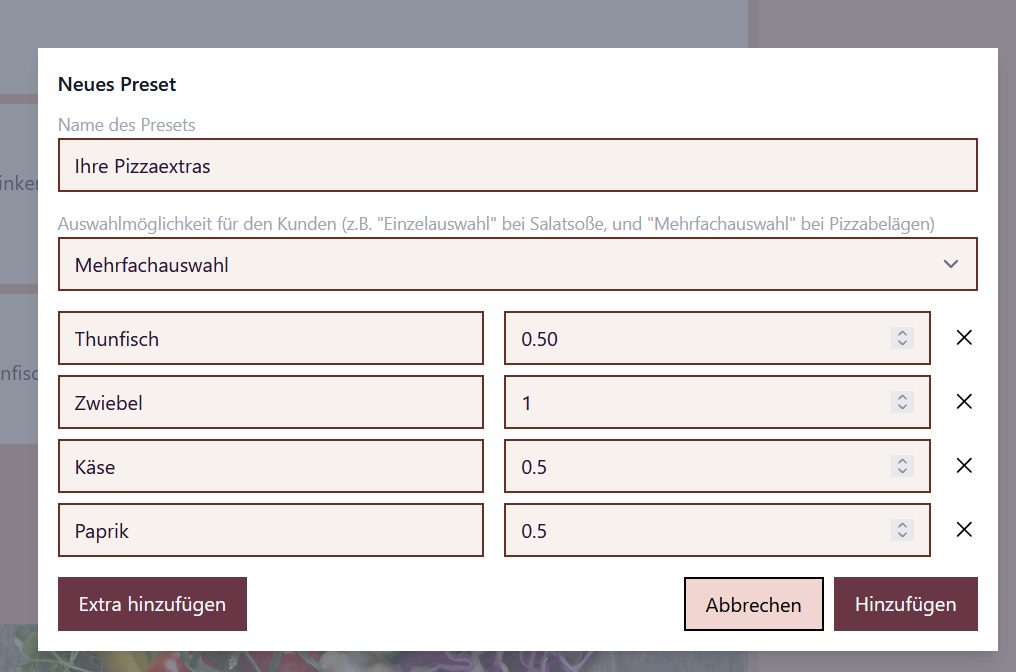 Neues Preset
Name des Presets
Ihre Pizzaextras
Auswahlmöglichkeit für den Kunden (z.B. "Einzelauswahl" bei Salatsoße, und "Mehrfachauswahl" bei Pizzabelägen)
Mehrfachauswahl
Thunfisch 0.50
Zwiebel 1
Käse 0.5
Paprik 0.5
Extra hinzufügen Abbrechen Hinzufügen